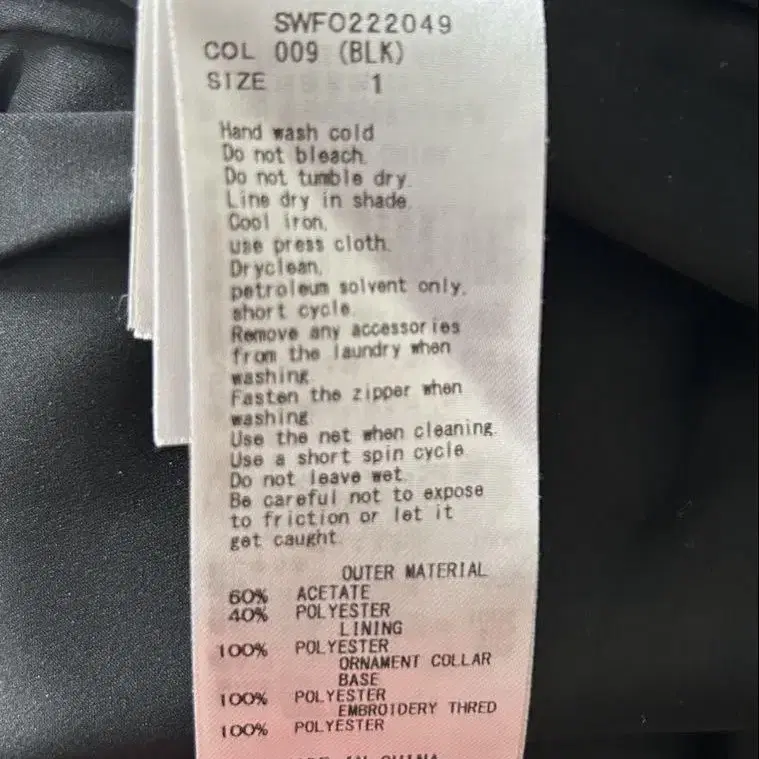 SWFO222049
COL 009 (BLK)
SIZE 1
Hand wash cold
Do not bleach.
Do not tumble dry.
Line dry in shade.
Cool iron,
use press cloth.
Dryclean,
petroleum solvent only,
short cycle.
Remove any accessories
from the laundry when
washing.
Fasten the zipper when
washing.
Use the net when cleaning.
Use a short spin cycle.
Do not leave wet.
Be careful not to expose
to friction or let it
get caught.
OUTER MATERIAL
60% ACETATE
40% POLYESTER
LINING
100% POLYESTER
ORNAMENT COLLAR
BASE
100% POLYESTER
EMBROIDERY THRED
100% POLYESTER
IN CHINA